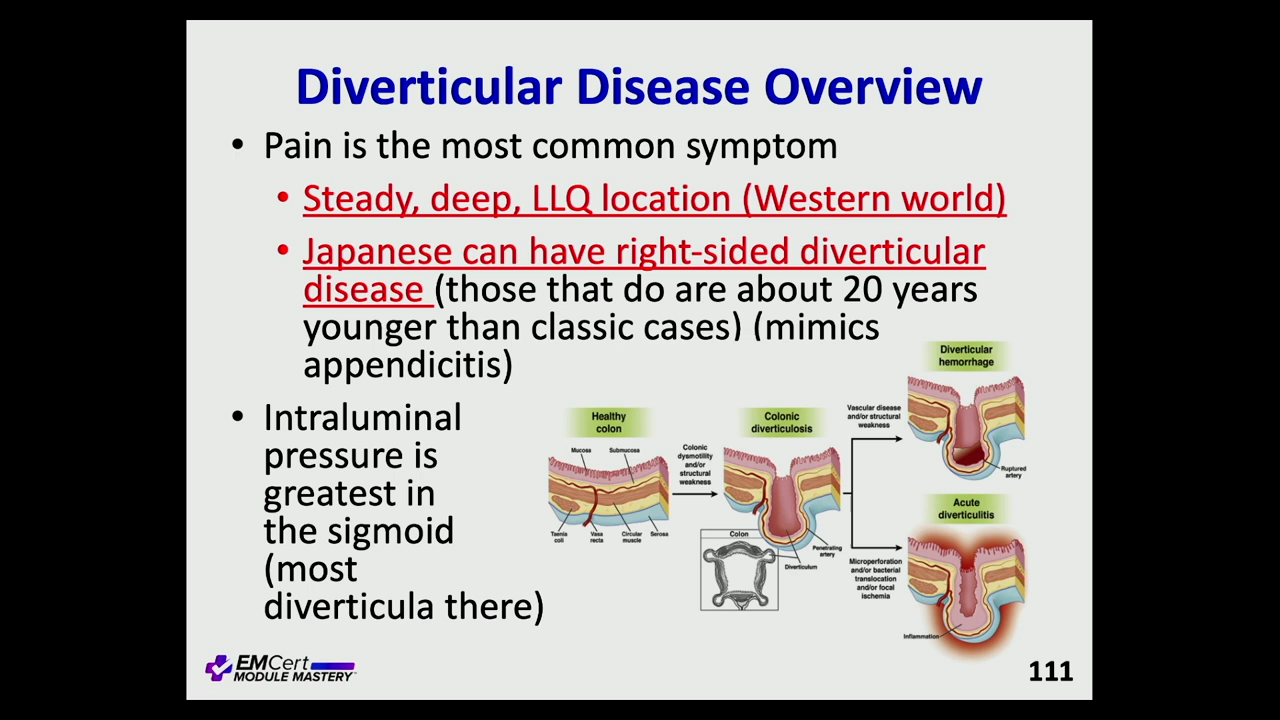 Diverticular Disease Overview
• Pain is the most common symptom
• Steady, deep, LLQ location (Western world)
• Japanese can have right-sided diverticular
disease (those that do are about 20 years
younger than classic cases) (mimics
appendicitis)
• Intraluminal
pressure is
greatest in
the sigmoid
(most
diverticula there)
Healthy
colon
Mucosa
Submucosa
Taenia
coli
Vasa
recta
Circular
muscle
Serosa
Colonic
dysmotility
and/or
structural
weakness
Colonic
diverticulosis
Colon
Penetrating
artery
Diverticulum
Vascular disease
and/or structural
weakness
Diverticular
hemorrhage
Ruptured
artery
Microperforation
and/or bacterial
translocation
and/or focal
ischemia
Acute
diverticulitis
Inflammation
EMCert
MODULE MASTERY™
111